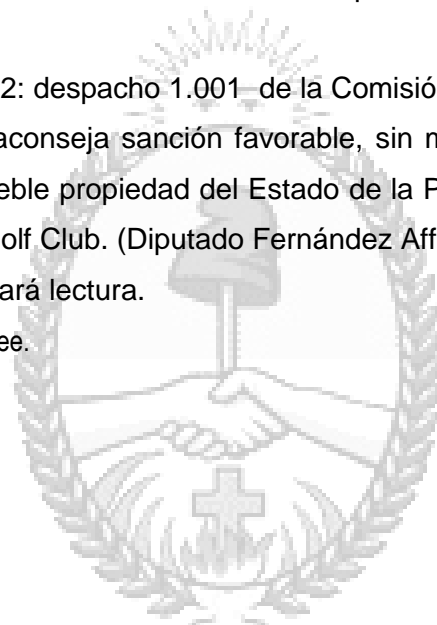 2: despacho 1.001 de la Comisió
aconseja sanción favorable, sin m
eble propiedad del Estado de la P
olf Club. (Diputado Fernández Aff
ará lectura.
ee.